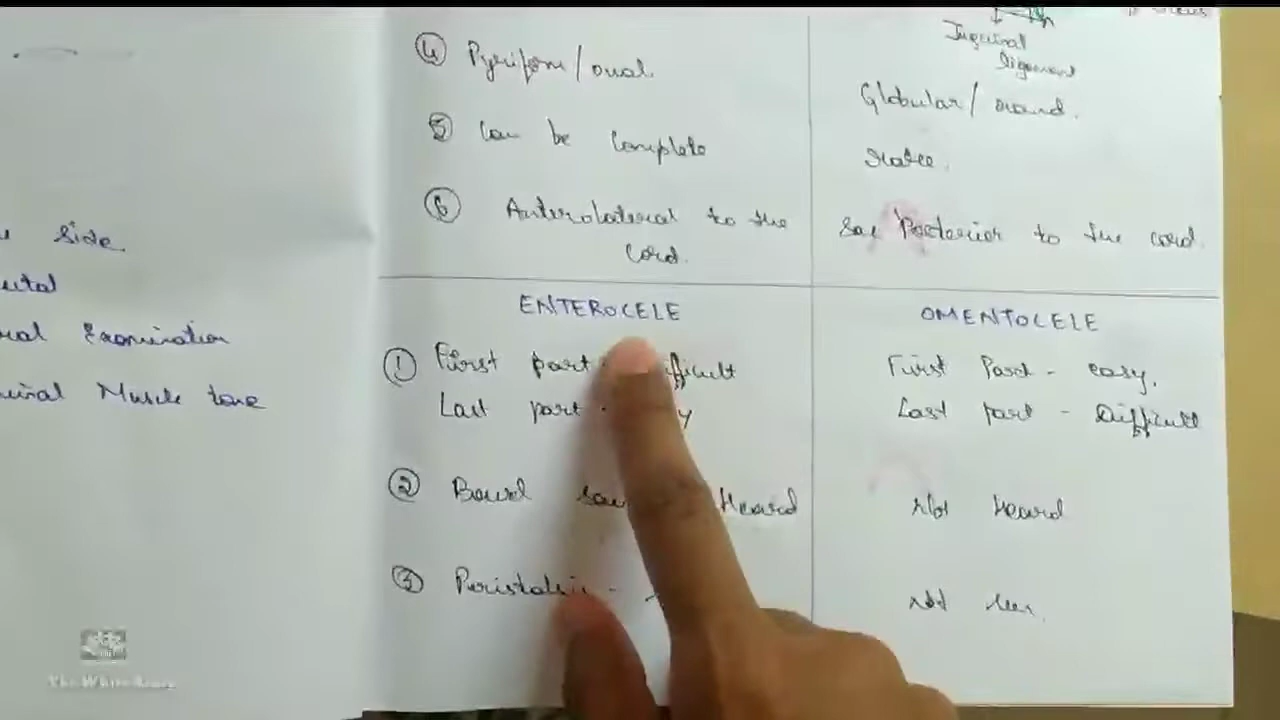 Inguinal
ligament
④ Pyriform/oval.
Globular/round.
⑤ Can be Complete
Rare.
⑥ Anterolateral to the
Cord.
Sac Posterior to the cord.
Side.
Examination
Muscle tone
ENTEROCELE
① First part
Last part
② Bowel Heard
③ Peristalsis -
OMENTOCELE
First Part - easy.
Last part - Difficult
Not Heard
Not seen.